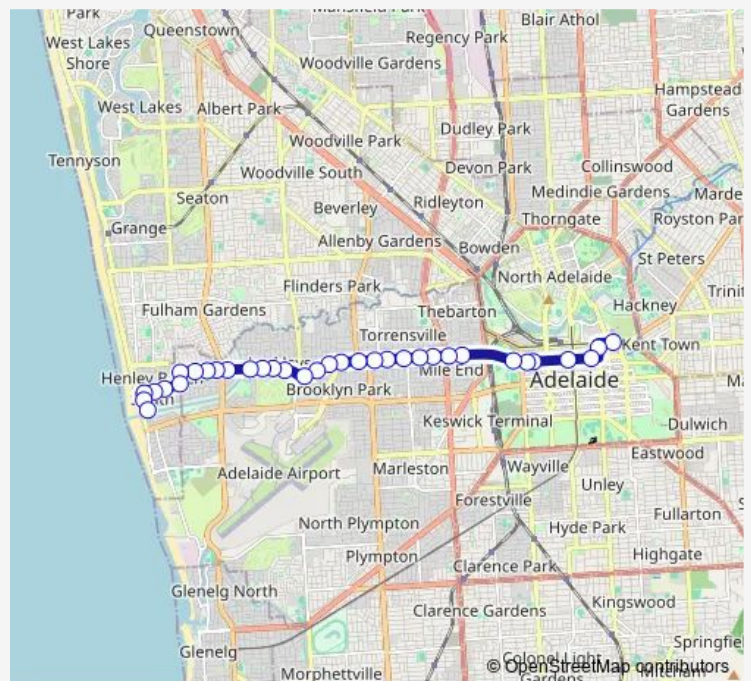 Park
Blair Athol
Queenstown
West Lakes
Shore
Regency Park
Woodville Gardens
Hampstead
Gardens
West Lakes
Albert Park
Dudley Park
Woodville Park
Tennyson
Devon Park
Collinswood
Woodville South
Medindie Gardens
Seaton
Beverley
Ridleyton
Thorngate
Royston Par
Grange
Allenby Gardens
Bowden
St Peters
North Adelaide
Flinders Park
Hackney
Fulham Gardens
Thebarton
Torrensville
Kent Town
Henley
Mile End
Brooklyn Park
Adelaide
Keswick Terminal
Dulwich
Eastwood
Adelaide Airport
Marleston
Wayville
Unley
Forestville
Fullarton
North Plympton
Hyde Park
Plympton
Highgate
Clarence Park
Glenelg North
Kingswood
Clarence Gardens
Glenelg
Springfie
Colonel Light
Gardens
Morphettville
© OpenStreetMap contributors